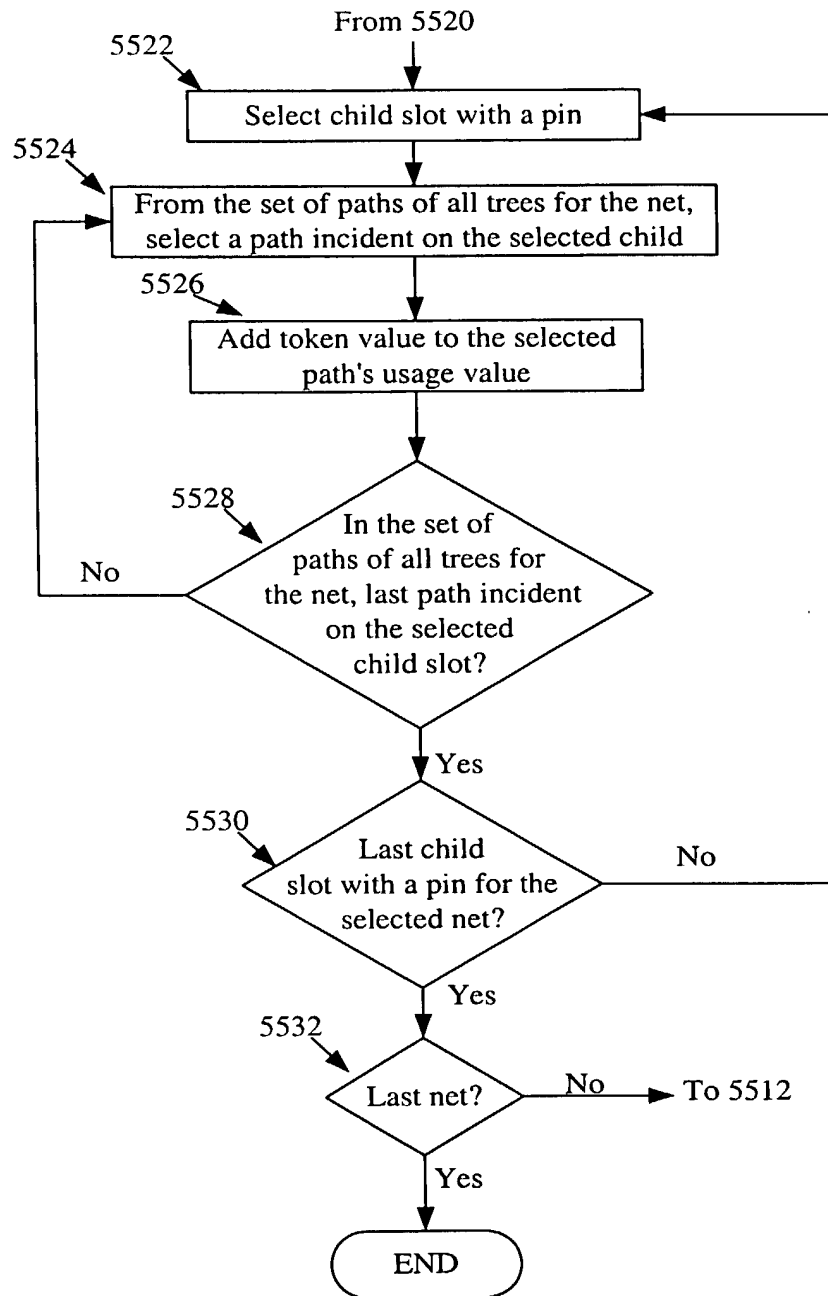 From 5520
5522
Select child slot with a pin
5524
From the set of paths of all trees for the net,
select a path incident on the selected child
5526
Add token value to the selected
path's usage value
5528
In the set of
paths of all trees for
the net, last path incident
on the selected
child slot?
No
Yes
5530
Last child
slot with a pin for the
selected net?
No
Yes
5532
Last net?
No
To 5512
Yes
END